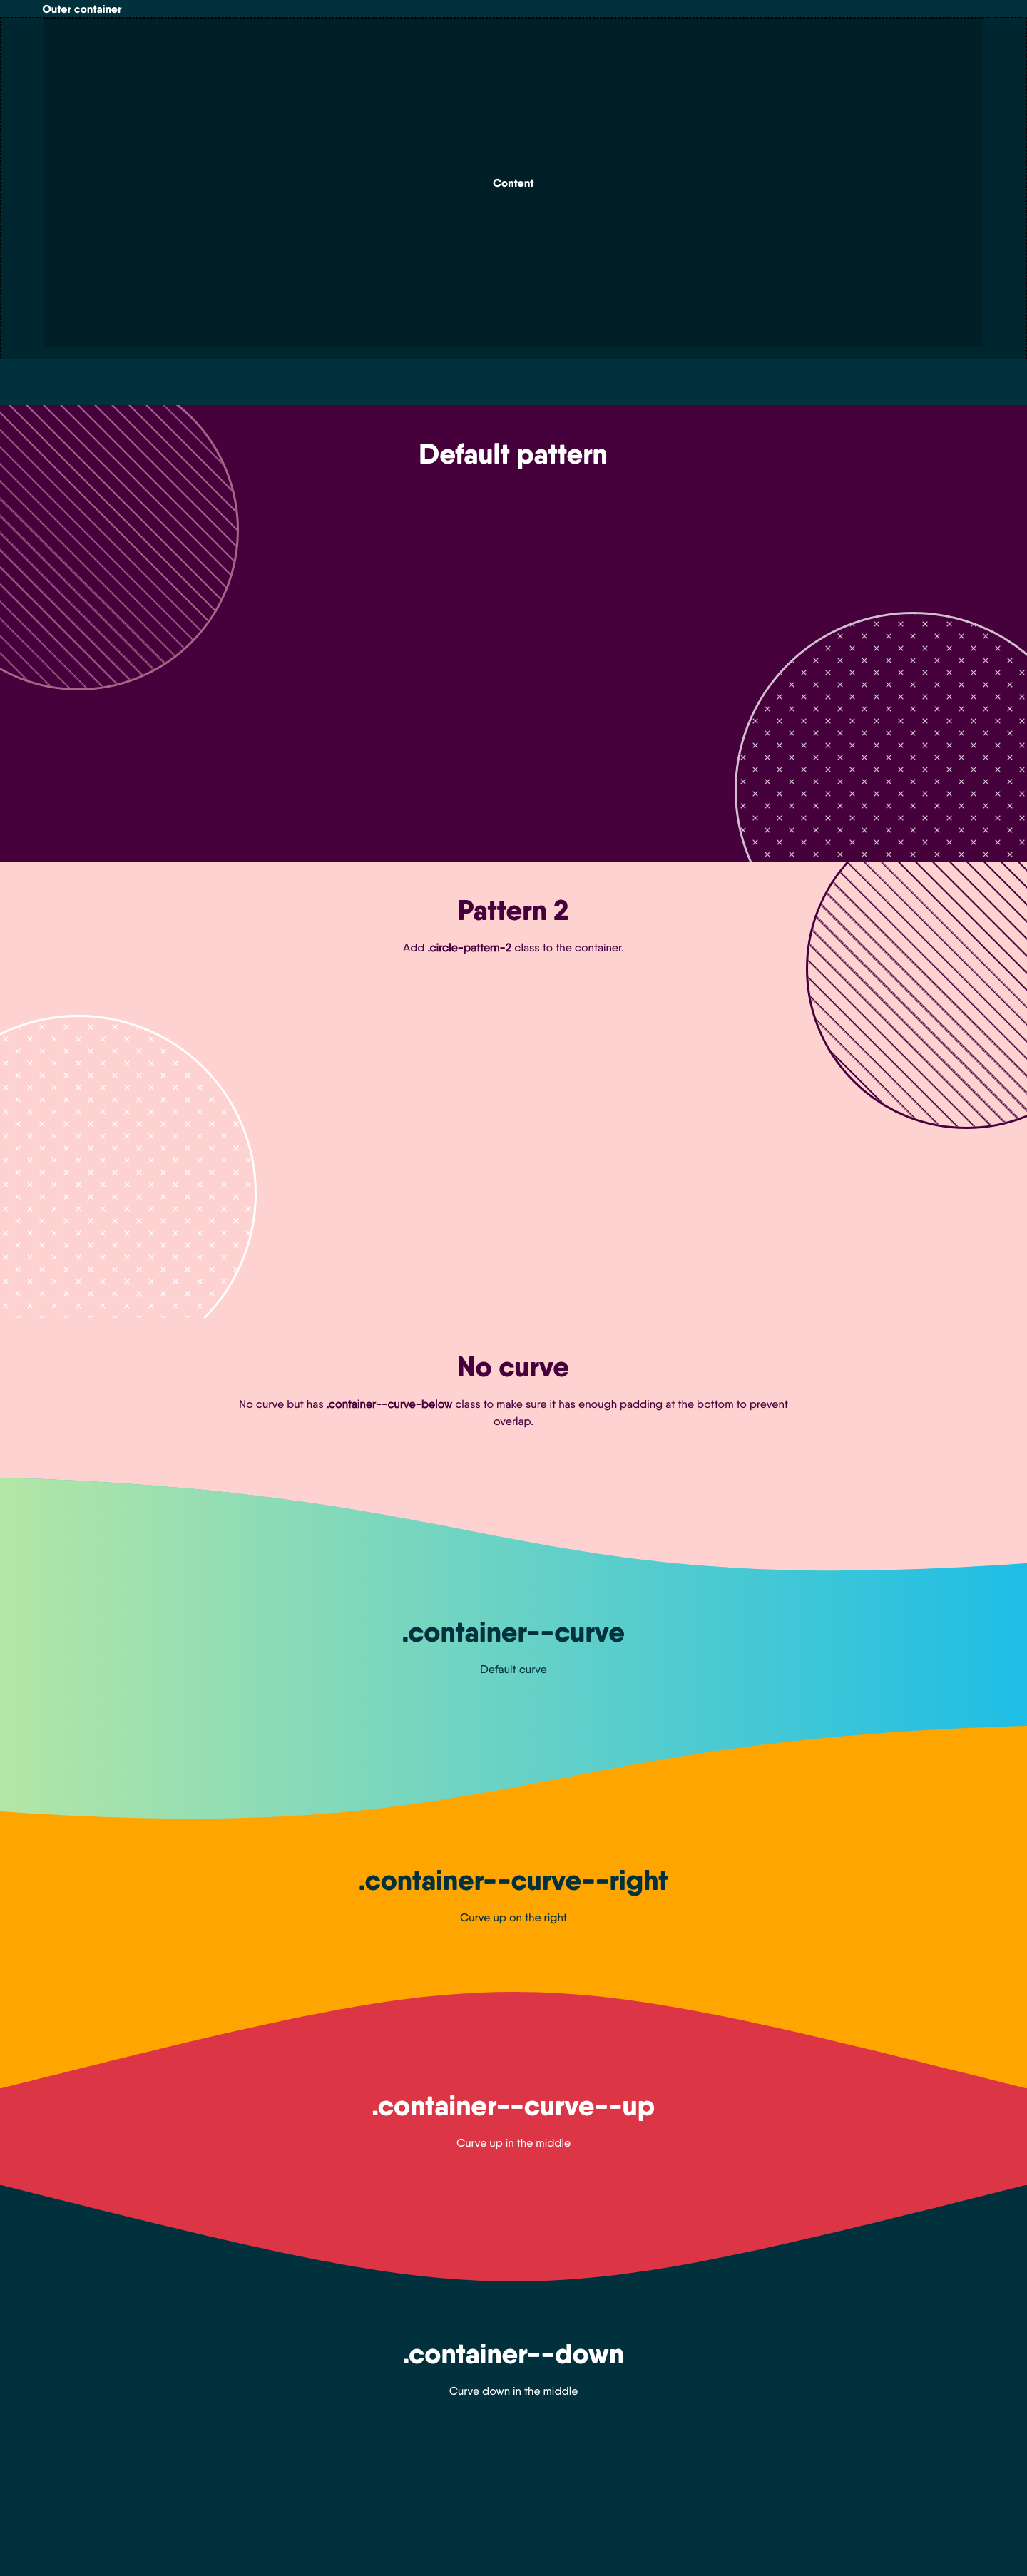 Outer container
Content
Default pattern
Pattern 2
Add .circle-pattern-2 class to the container.
No curve
No curve but has .container--curve-below class to make sure it has enough padding at the bottom to prevent
overlap.
.container--curve
Default curve
.container--curve--right
Curve up on the right
.container--curve--up
Curve up in the middle
.container--down
Curve down in the middle